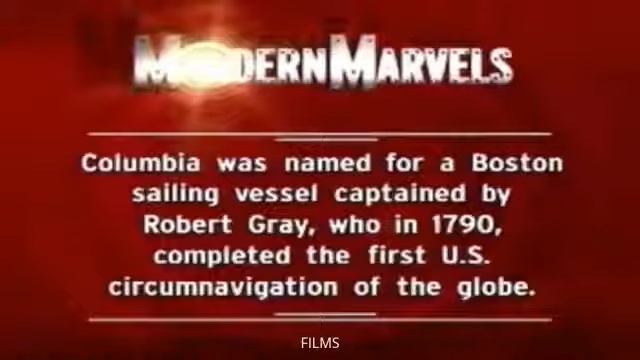 Modern Marvels
Columbia was named for a Boston
sailing vessel captained by
Robert Gray, who in 1790,
completed the first U.S.
circumnavigation of the globe.
FILMS